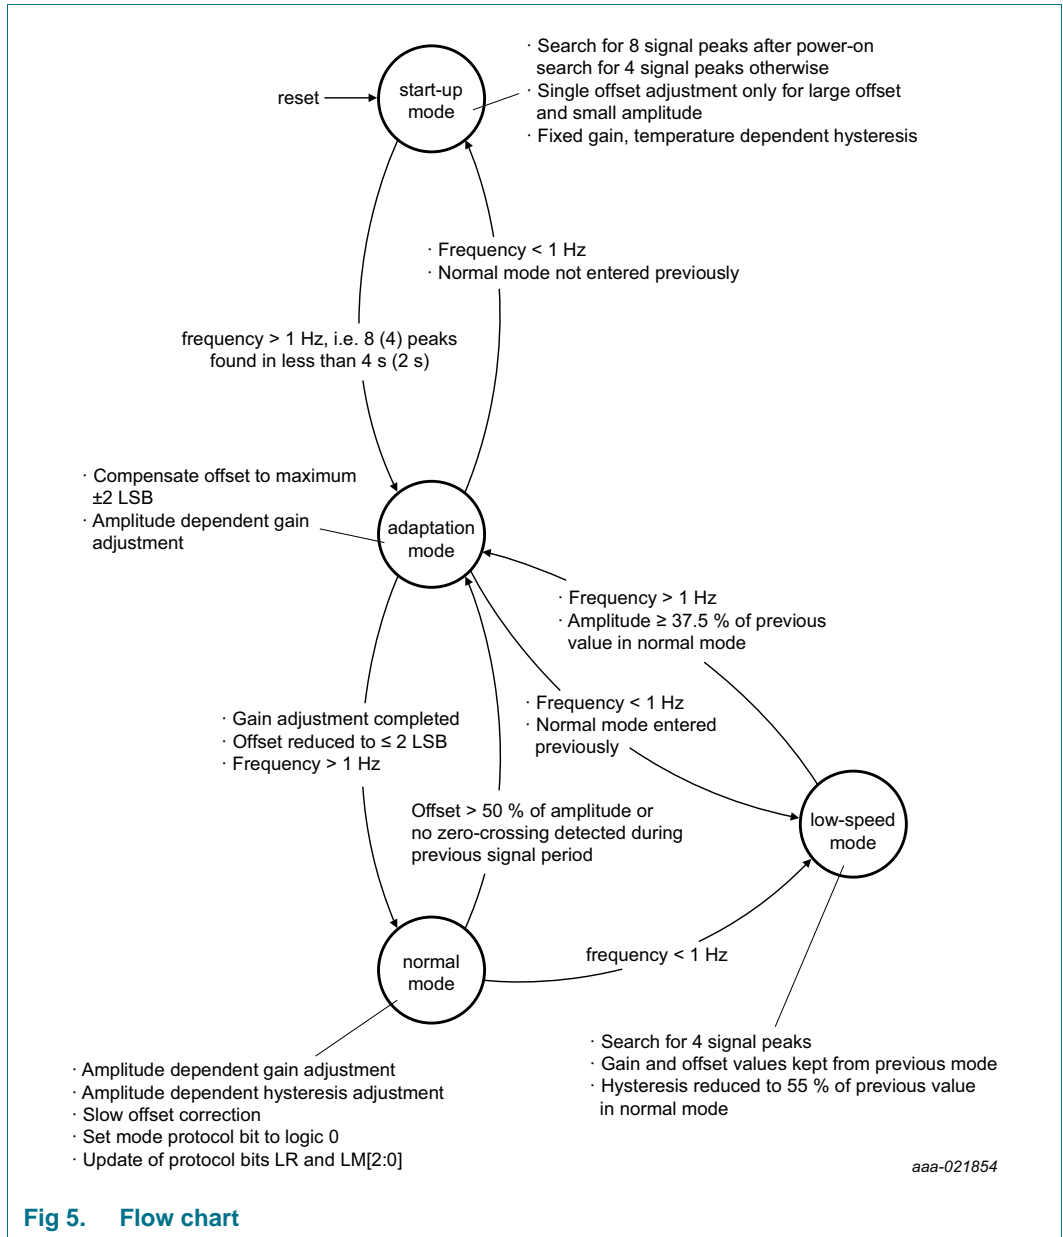 · Search for 8 signal peaks after power-on
search for 4 signal peaks otherwise
· Single offset adjustment only for large offset
and small amplitude
· Fixed gain, temperature dependent hysteresis
reset
start-up
mode
· Frequency < 1 Hz
· Normal mode not entered previously
frequency > 1 Hz, i.e. 8 (4) peaks
found in less than 4 s (2 s)
· Compensate offset to maximum
±2 LSB
· Amplitude dependent gain
adjustment
adaptation
mode
· Frequency > 1 Hz
· Amplitude ≥ 37.5 % of previous
value in normal mode
· Frequency < 1 Hz
· Normal mode entered
previously
· Gain adjustment completed
· Offset reduced to ≤ 2 LSB
· Frequency > 1 Hz
Offset > 50 % of amplitude or
no zero-crossing detected during
previous signal period
low-speed
mode
normal
mode
frequency < 1 Hz
· Search for 4 signal peaks
· Gain and offset values kept from previous mode
· Hysteresis reduced to 55 % of previous value
in normal mode
· Amplitude dependent gain adjustment
· Amplitude dependent hysteresis adjustment
· Slow offset correction
· Set mode protocol bit to logic 0
· Update of protocol bits LR and LM[2:0]
aaa-021854
Fig 5. Flow chart